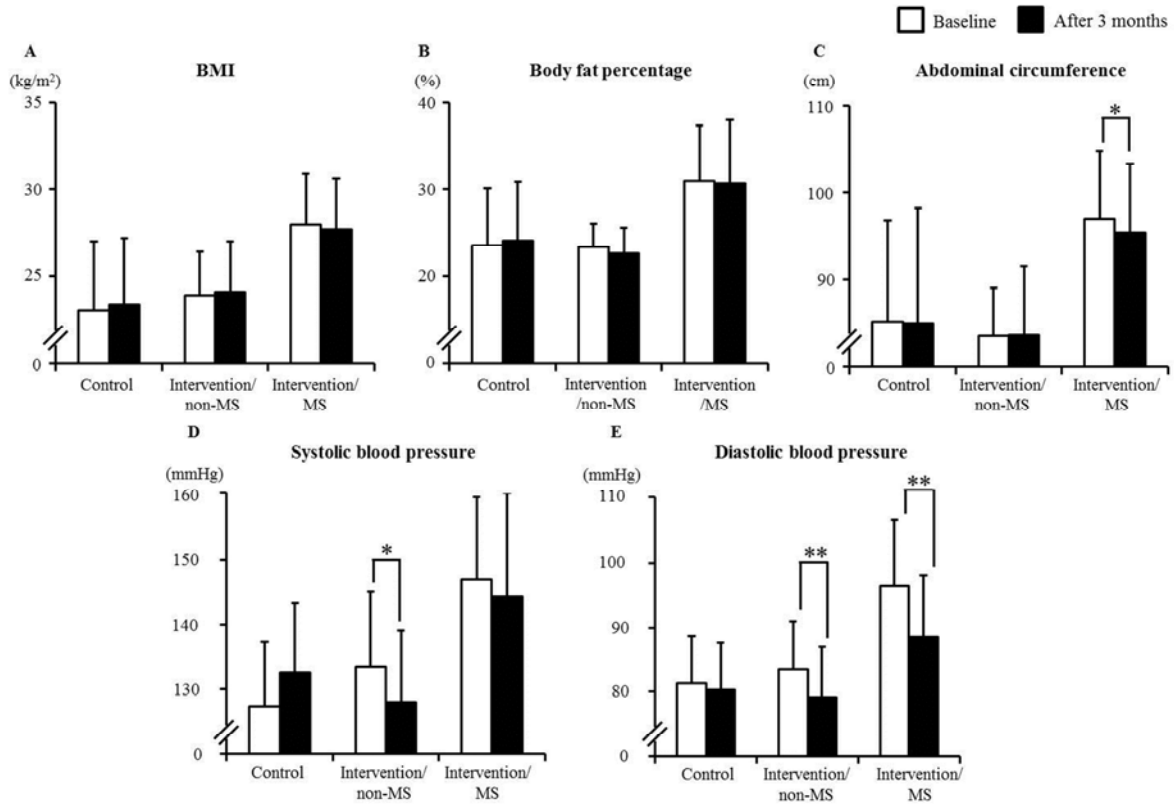 Baseline After 3 months
A
BMI
(kg/m²)
35
30
25
0
Control
Intervention/
non-MS
Intervention/
MS
B
Body fat percentage
(%)
40
30
20
0
Control
Intervention
/non-MS
Intervention
/MS
C
Abdominal circumference
(cm)
110
*
100
90
0
Control
Intervention/
non-MS
Intervention/
MS
D
Systolic blood pressure
(mmHg)
160
150
*
140
130
0
Control
Intervention/
non-MS
Intervention/
MS
E
Diastolic blood pressure
(mmHg)
110
**
100
**
90
80
0
Control
Intervention/
non-MS
Intervention/
MS